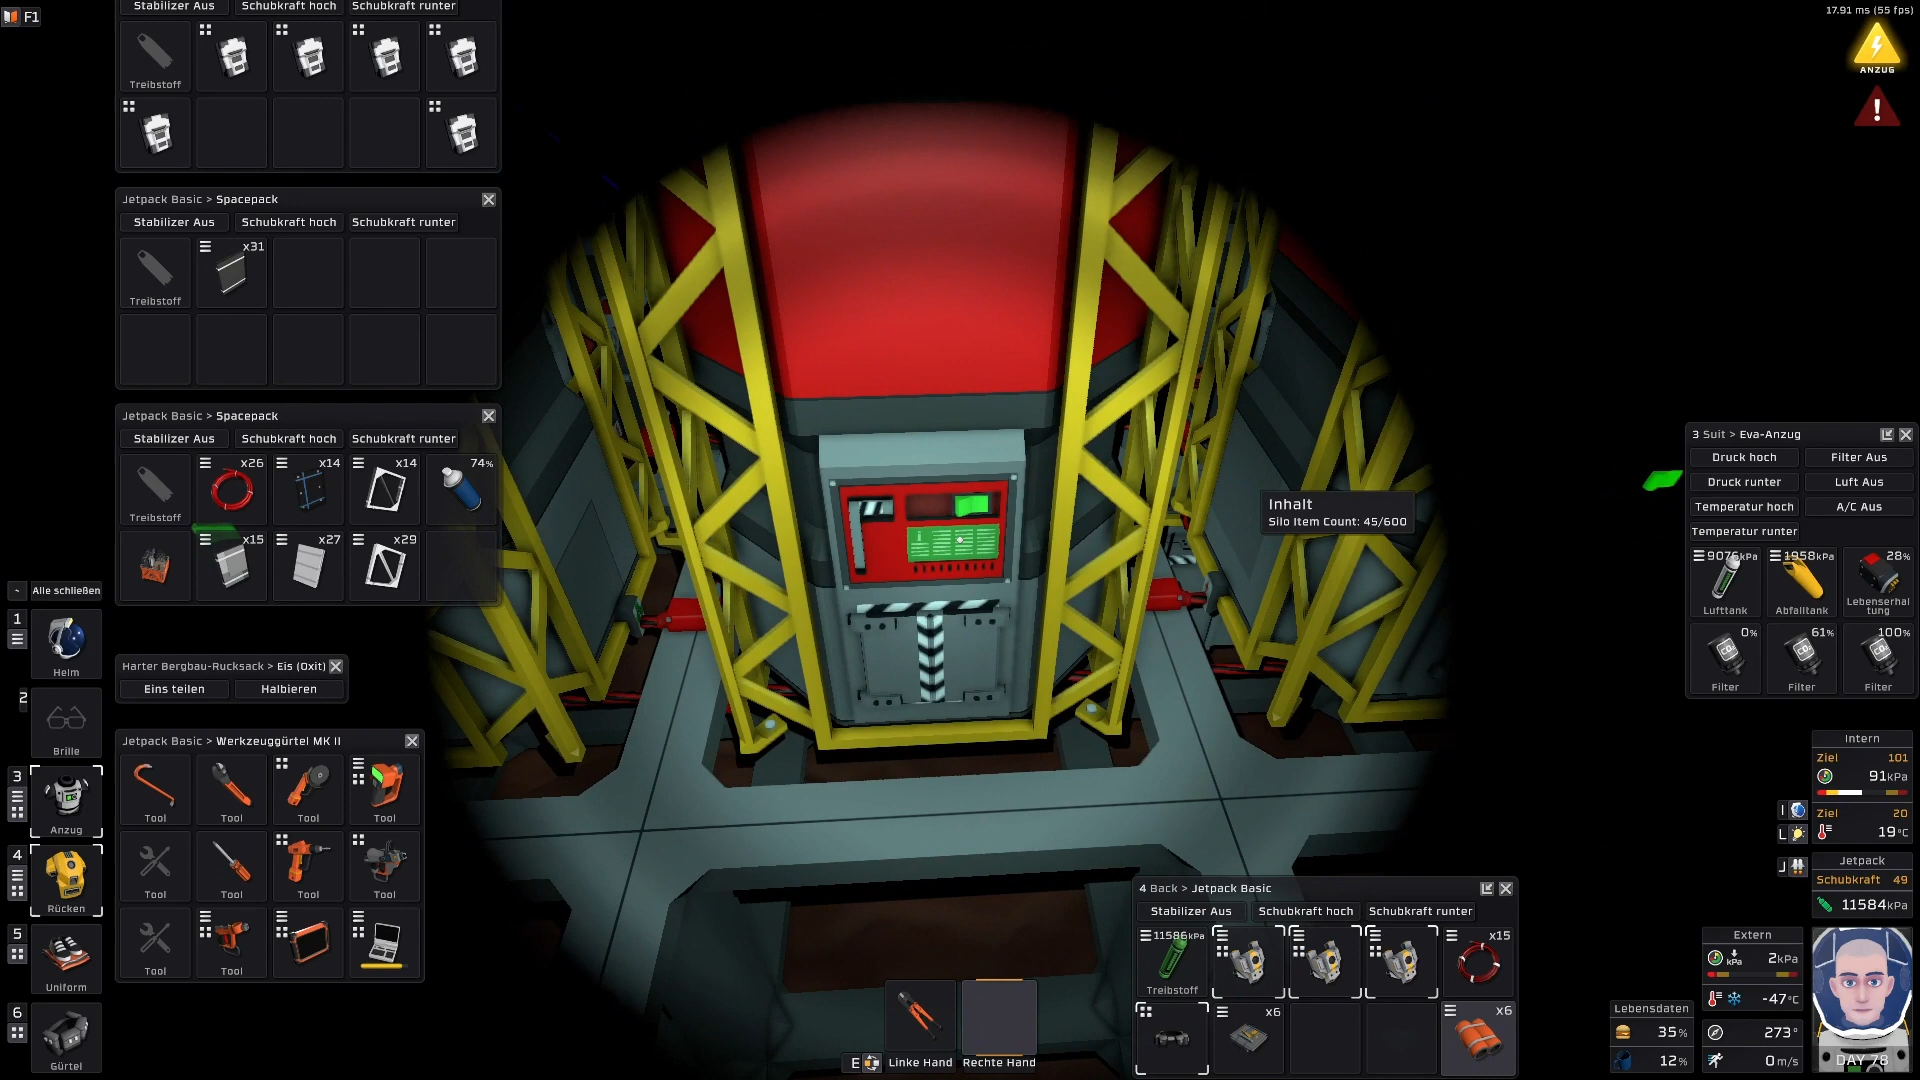 F1
17.91 ms (55 fps)
ANZUG
Stabilizer Aus Schubkraft hoch Schubkraft runter
Treibstoff
Jetpack Basic > Spacepack
Stabilizer Aus Schubkraft hoch Schubkraft runter
x31
Treibstoff
Jetpack Basic > Spacepack
Stabilizer Aus Schubkraft hoch Schubkraft runter
x26 x14 x14 74%
Treibstoff
x15 x27 x29
~ Alle schließen
1
Helm
2
Brille
3
Anzug
4
Rücken
5
Uniform
6
Gürtel
Harter Bergbau-Rucksack > Eis (Oxit)
Eins teilen Halbieren
Jetpack Basic > Werkzeuggürtel MK II
Tool Tool Tool Tool
Tool Tool Tool Tool
Tool Tool Tool
Inhalt
Silo Item Count: 45/600
3 Suit > Eva-Anzug
Druck hoch Filter Aus
Druck runter Luft Aus
Temperatur hoch A/C Aus
Temperatur runter
9076kPa 1958kPa 28%
Lufttank Abfalltank Lebenserhaltung
0% 61% 100%
Filter Filter Filter
Intern
Ziel 101
91kPa
I
Ziel 20
L
19°C
J
Jetpack
Schubkraft 49
11584kPa
Extern
kPa 2kPa
-47°C
273°
0m/s
Lebensdaten
35%
12%
DAY 78
4 Back > Jetpack Basic
Stabilizer Aus Schubkraft hoch Schubkraft runter
11586kPa x15
Treibstoff
x6 x6
E Linke Hand Rechte Hand